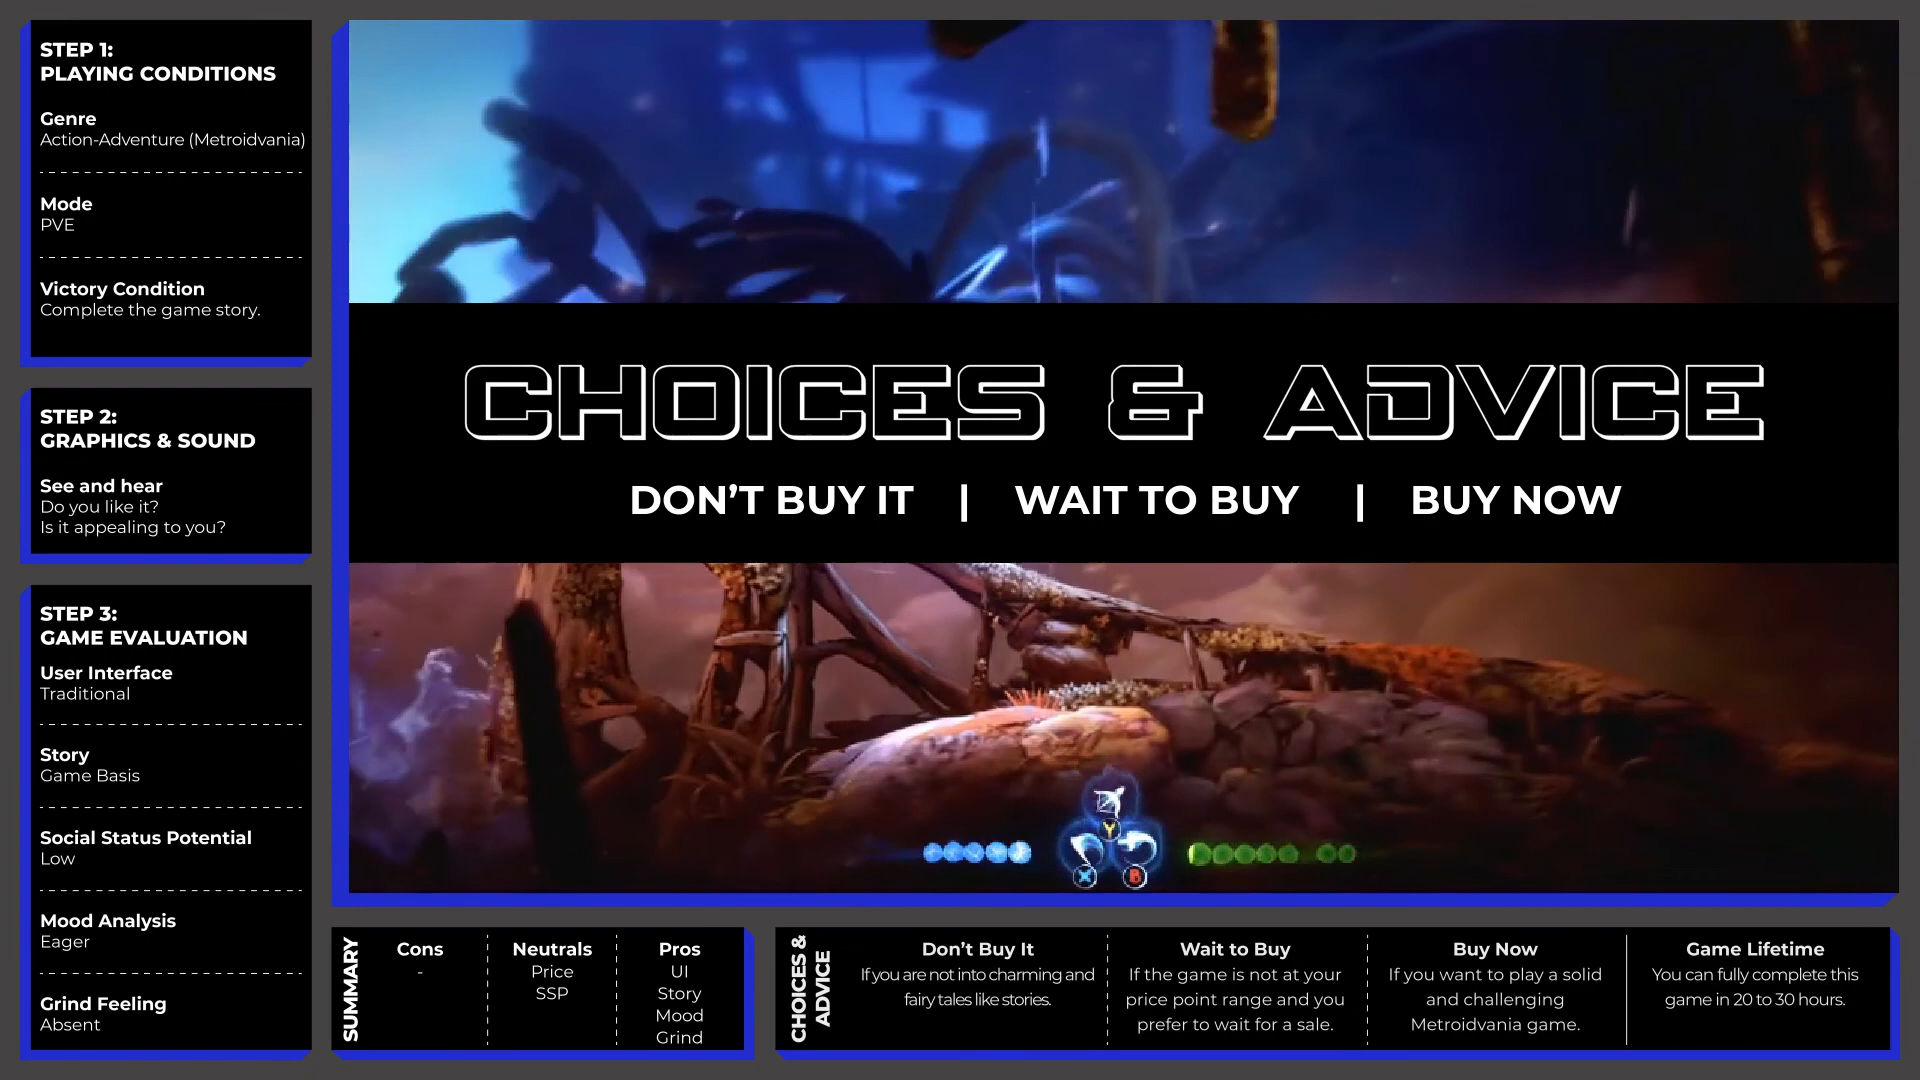 STEP 1:
PLAYING CONDITIONS
Genre
Action-Adventure (Metroidvania)
Mode
PVE
Victory Condition
Complete the game story.
STEP 2:
GRAPHICS & SOUND
See and hear
Do you like it?
Is it appealing to you?
STEP 3:
GAME EVALUATION
User Interface
Traditional
Story
Game Basis
Social Status Potential
Low
Mood Analysis
Eager
Grind Feeling
Absent
CHOICES & ADVICE
DON'T BUY IT | WAIT TO BUY | BUY NOW
Y
X
B
SUMMARY
Cons
-
Neutrals
Price
SSP
Pros
UI
Story
Mood
Grind
CHOICES &
ADVICE
Don't Buy It
If you are not into charming and
fairy tales like stories.
Wait to Buy
If the game is not at your
price point range and you
prefer to wait for a sale.
Buy Now
If you want to play a solid
and challenging
Metroidvania game.
Game Lifetime
You can fully complete this
game in 20 to 30 hours.